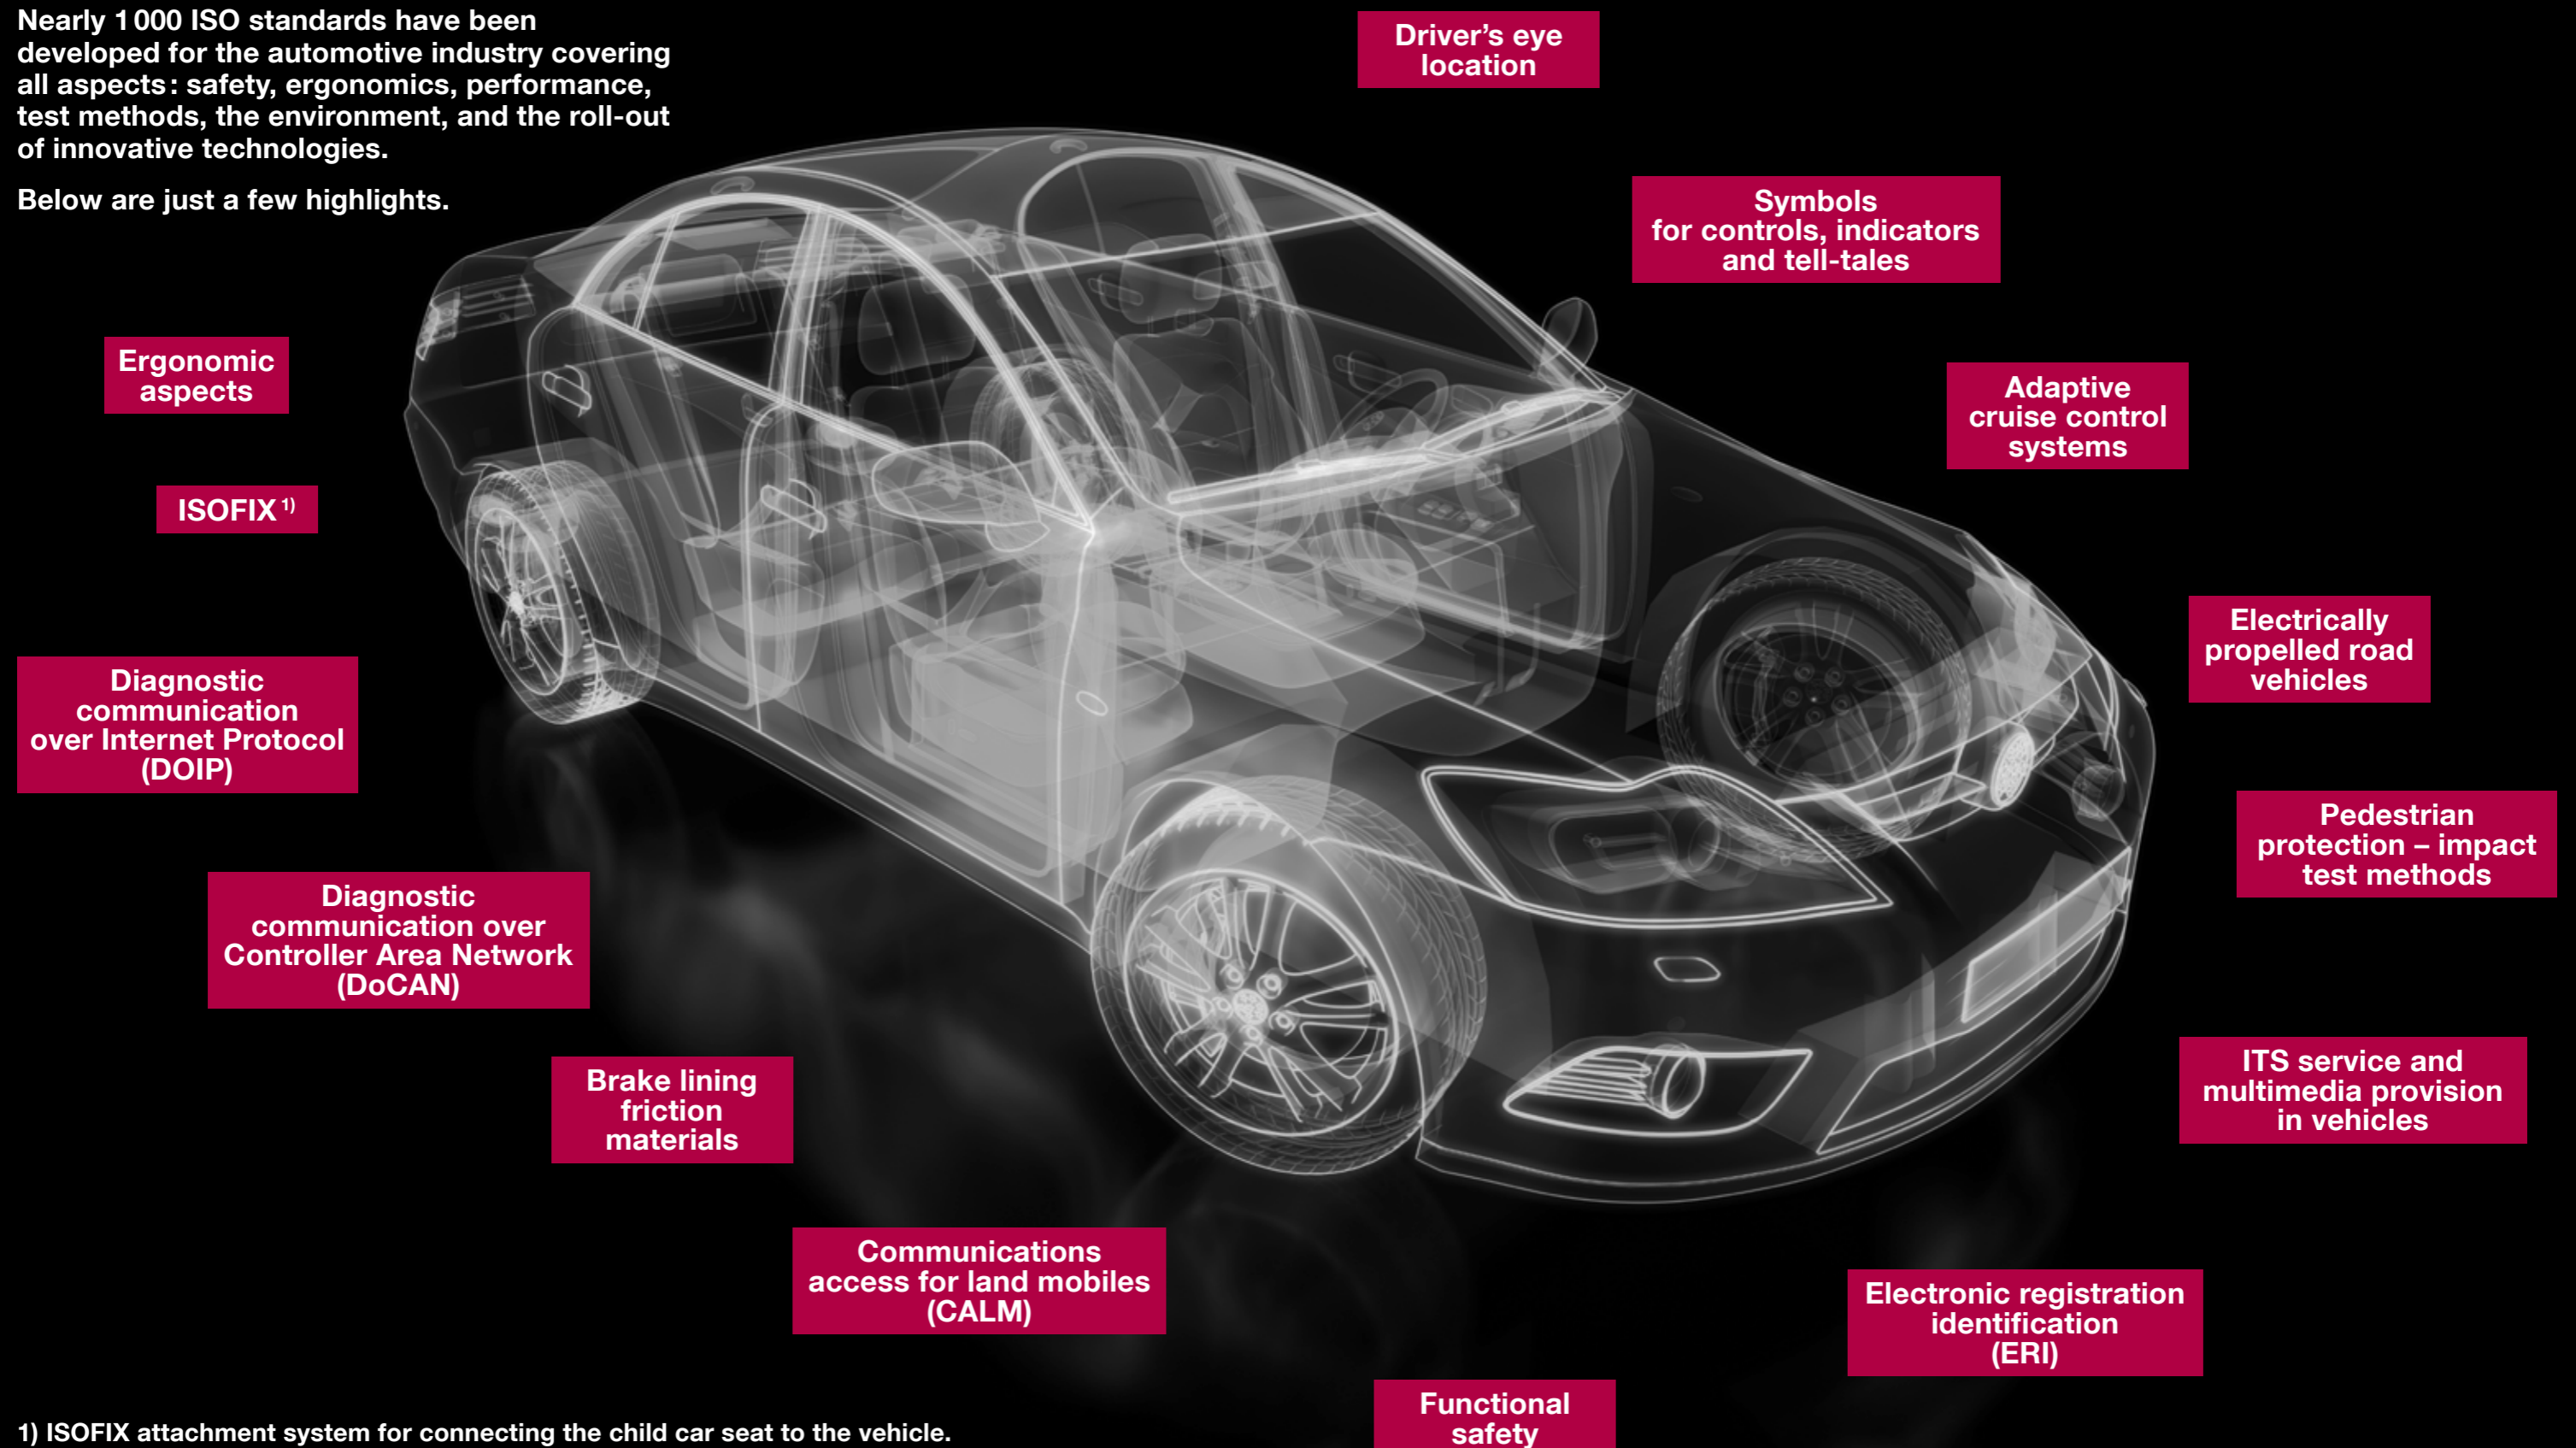 Nearly 1 000 ISO standards have been
developed for the automotive industry covering
all aspects : safety, ergonomics, performance,
test methods, the environment, and the roll-out
of innovative technologies.
Below are just a few highlights.
Driver’s eye
location
Symbols
for controls, indicators
and tell-tales
Ergonomic
aspects
Adaptive
cruise control
systems
ISOFIX 1)
Electrically
propelled road
vehicles
Diagnostic
communication
over Internet Protocol
(DOIP)
Pedestrian
protection – impact
test methods
Diagnostic
communication over
Controller Area Network
(DoCAN)
ITS service and
multimedia provision
in vehicles
Brake lining
friction
materials
Communications
access for land mobiles
(CALM)
Electronic registration
identification
(ERI)
Functional
safety
1) ISOFIX attachment system for connecting the child car seat to the vehicle.